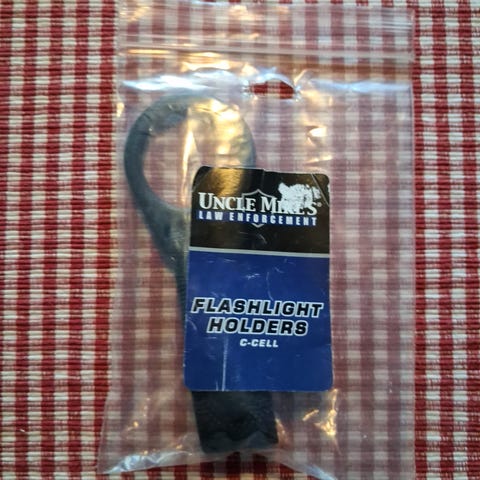 UNCLE MIKE'S®
LAW ENFORCEMENT
FLASHLIGHT
HOLDERS
C-CELL